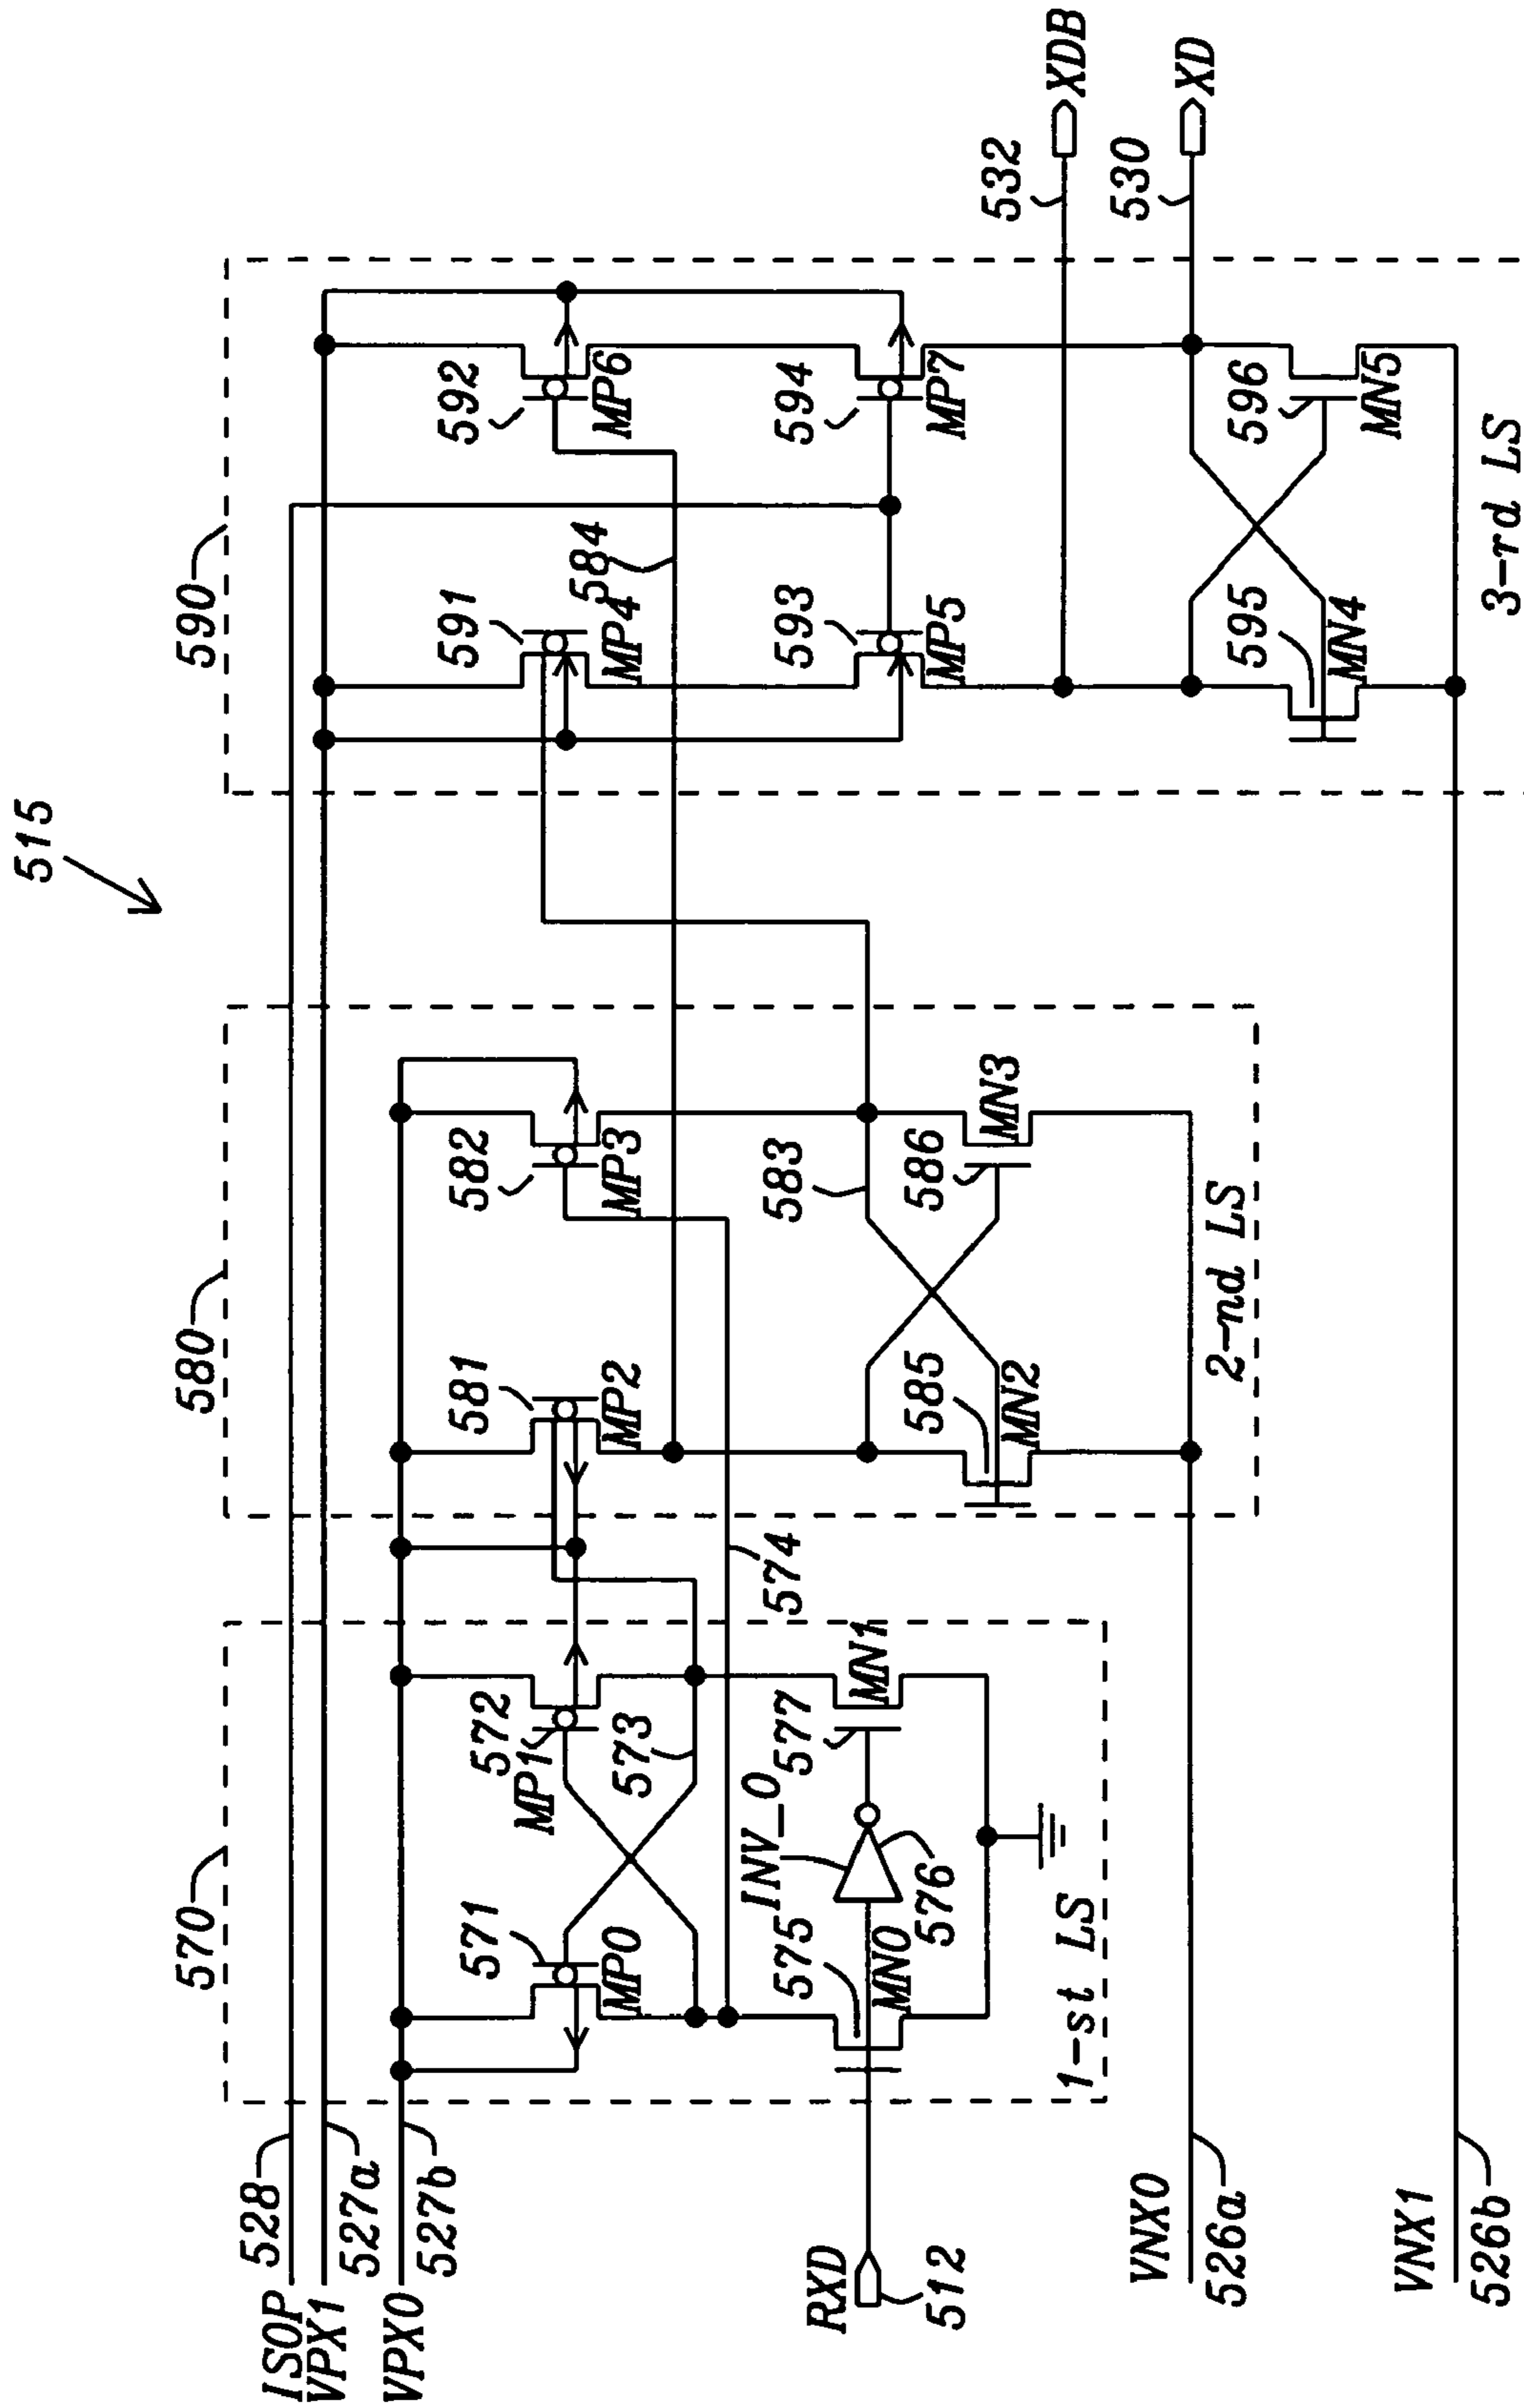 515
ISOP
528
VPX1
527a
VPX0
527b
RXD
512
VNX0
526a
VNX1
526b
570
571
MP0
572
MP1
573
574
INV_0
575
MN0
576
577
MN1
1-st LS
580
581
MP2
582
MP3
583
584
585
MN2
586
MN3
2-nd LS
590
591
MP4
592
MP6
593
MP5
594
MP7
595
MN4
596
MN5
3-rd LS
532
XDB
530
XD